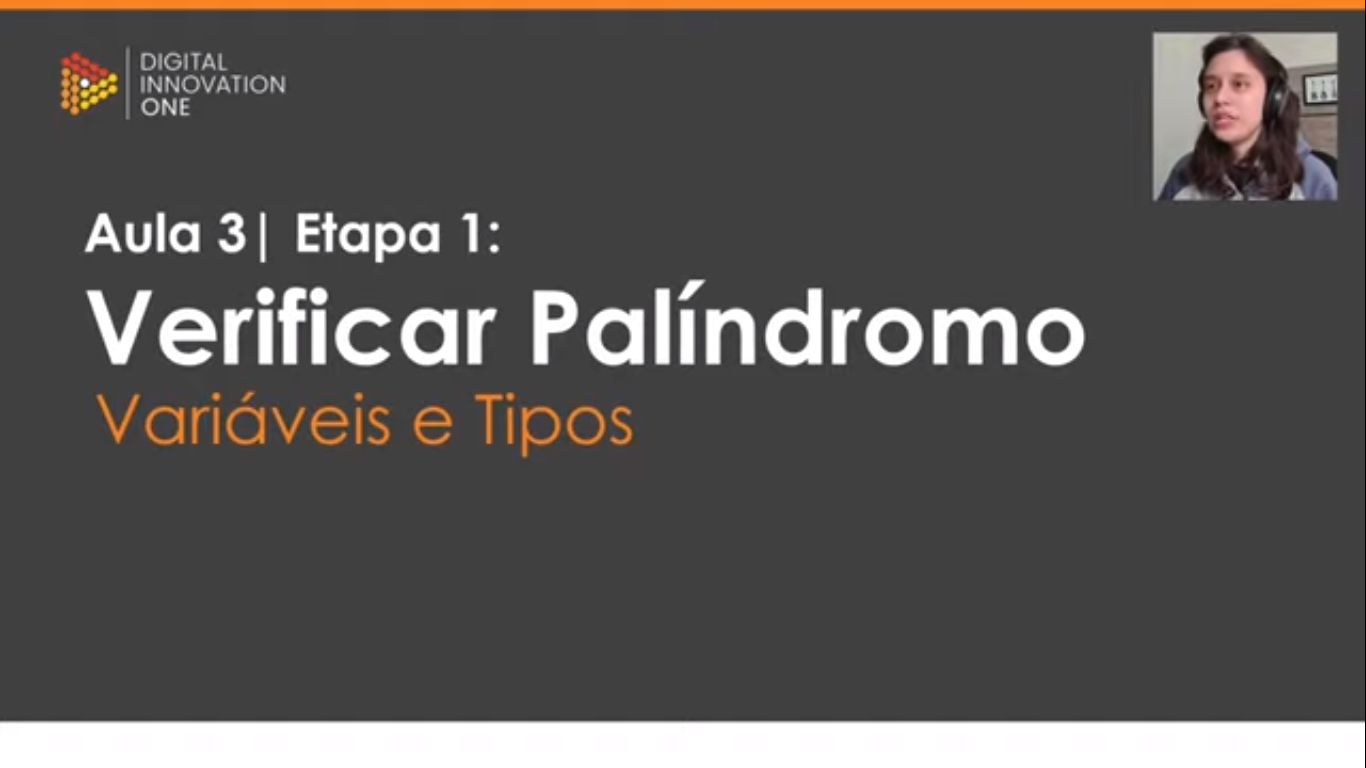 DIGITAL
INNOVATION
ONE
Aula 3| Etapa 1:
Verificar Palíndromo
Variáveis e Tipos